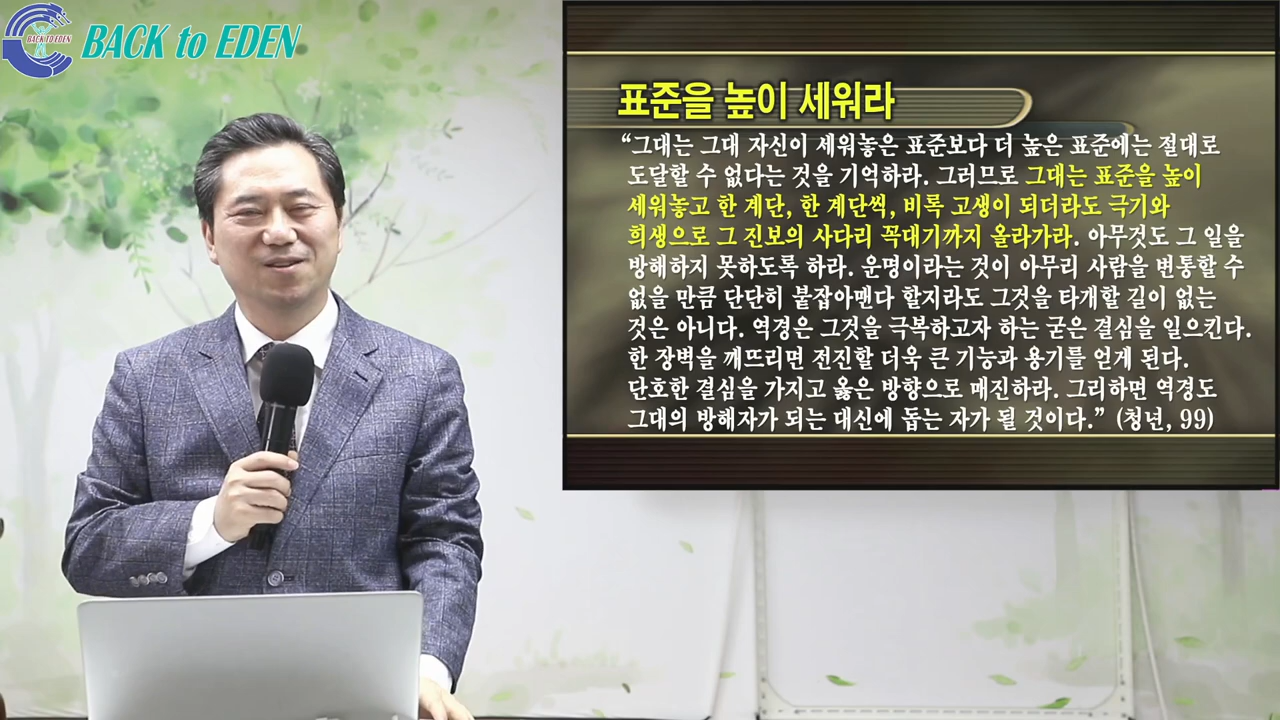 BACK TO EDEN
BACK to EDEN
표준을 높이 세워라
“그대는 그대 자신이 세워놓은 표준보다 더 높은 표준에는 절대로
도달할 수 없다는 것을 기억하라. 그러므로 그대는 표준을 높이
세워놓고 한 계단, 한 계단씩, 비록 고생이 되더라도 극기와
희생으로 그 진보의 사다리 꼭대기까지 올라가라. 아무것도 그 일을
방해하지 못하도록 하라. 운명이라는 것이 아무리 사람을 변통할 수
없을 만큼 단단히 붙잡아맨다 할지라도 그것을 타개할 길이 없는
것은 아니다. 역경은 그것을 극복하고자 하는 굳은 결심을 일으킨다.
한 장벽을 깨뜨리면 전진할 더욱 큰 기능과 용기를 얻게 된다.
단호한 결심을 가지고 옳은 방향으로 매진하라. 그리하면 역경도
그대의 방해자가 되는 대신에 돕는 자가 될 것이다.” (청년, 99)